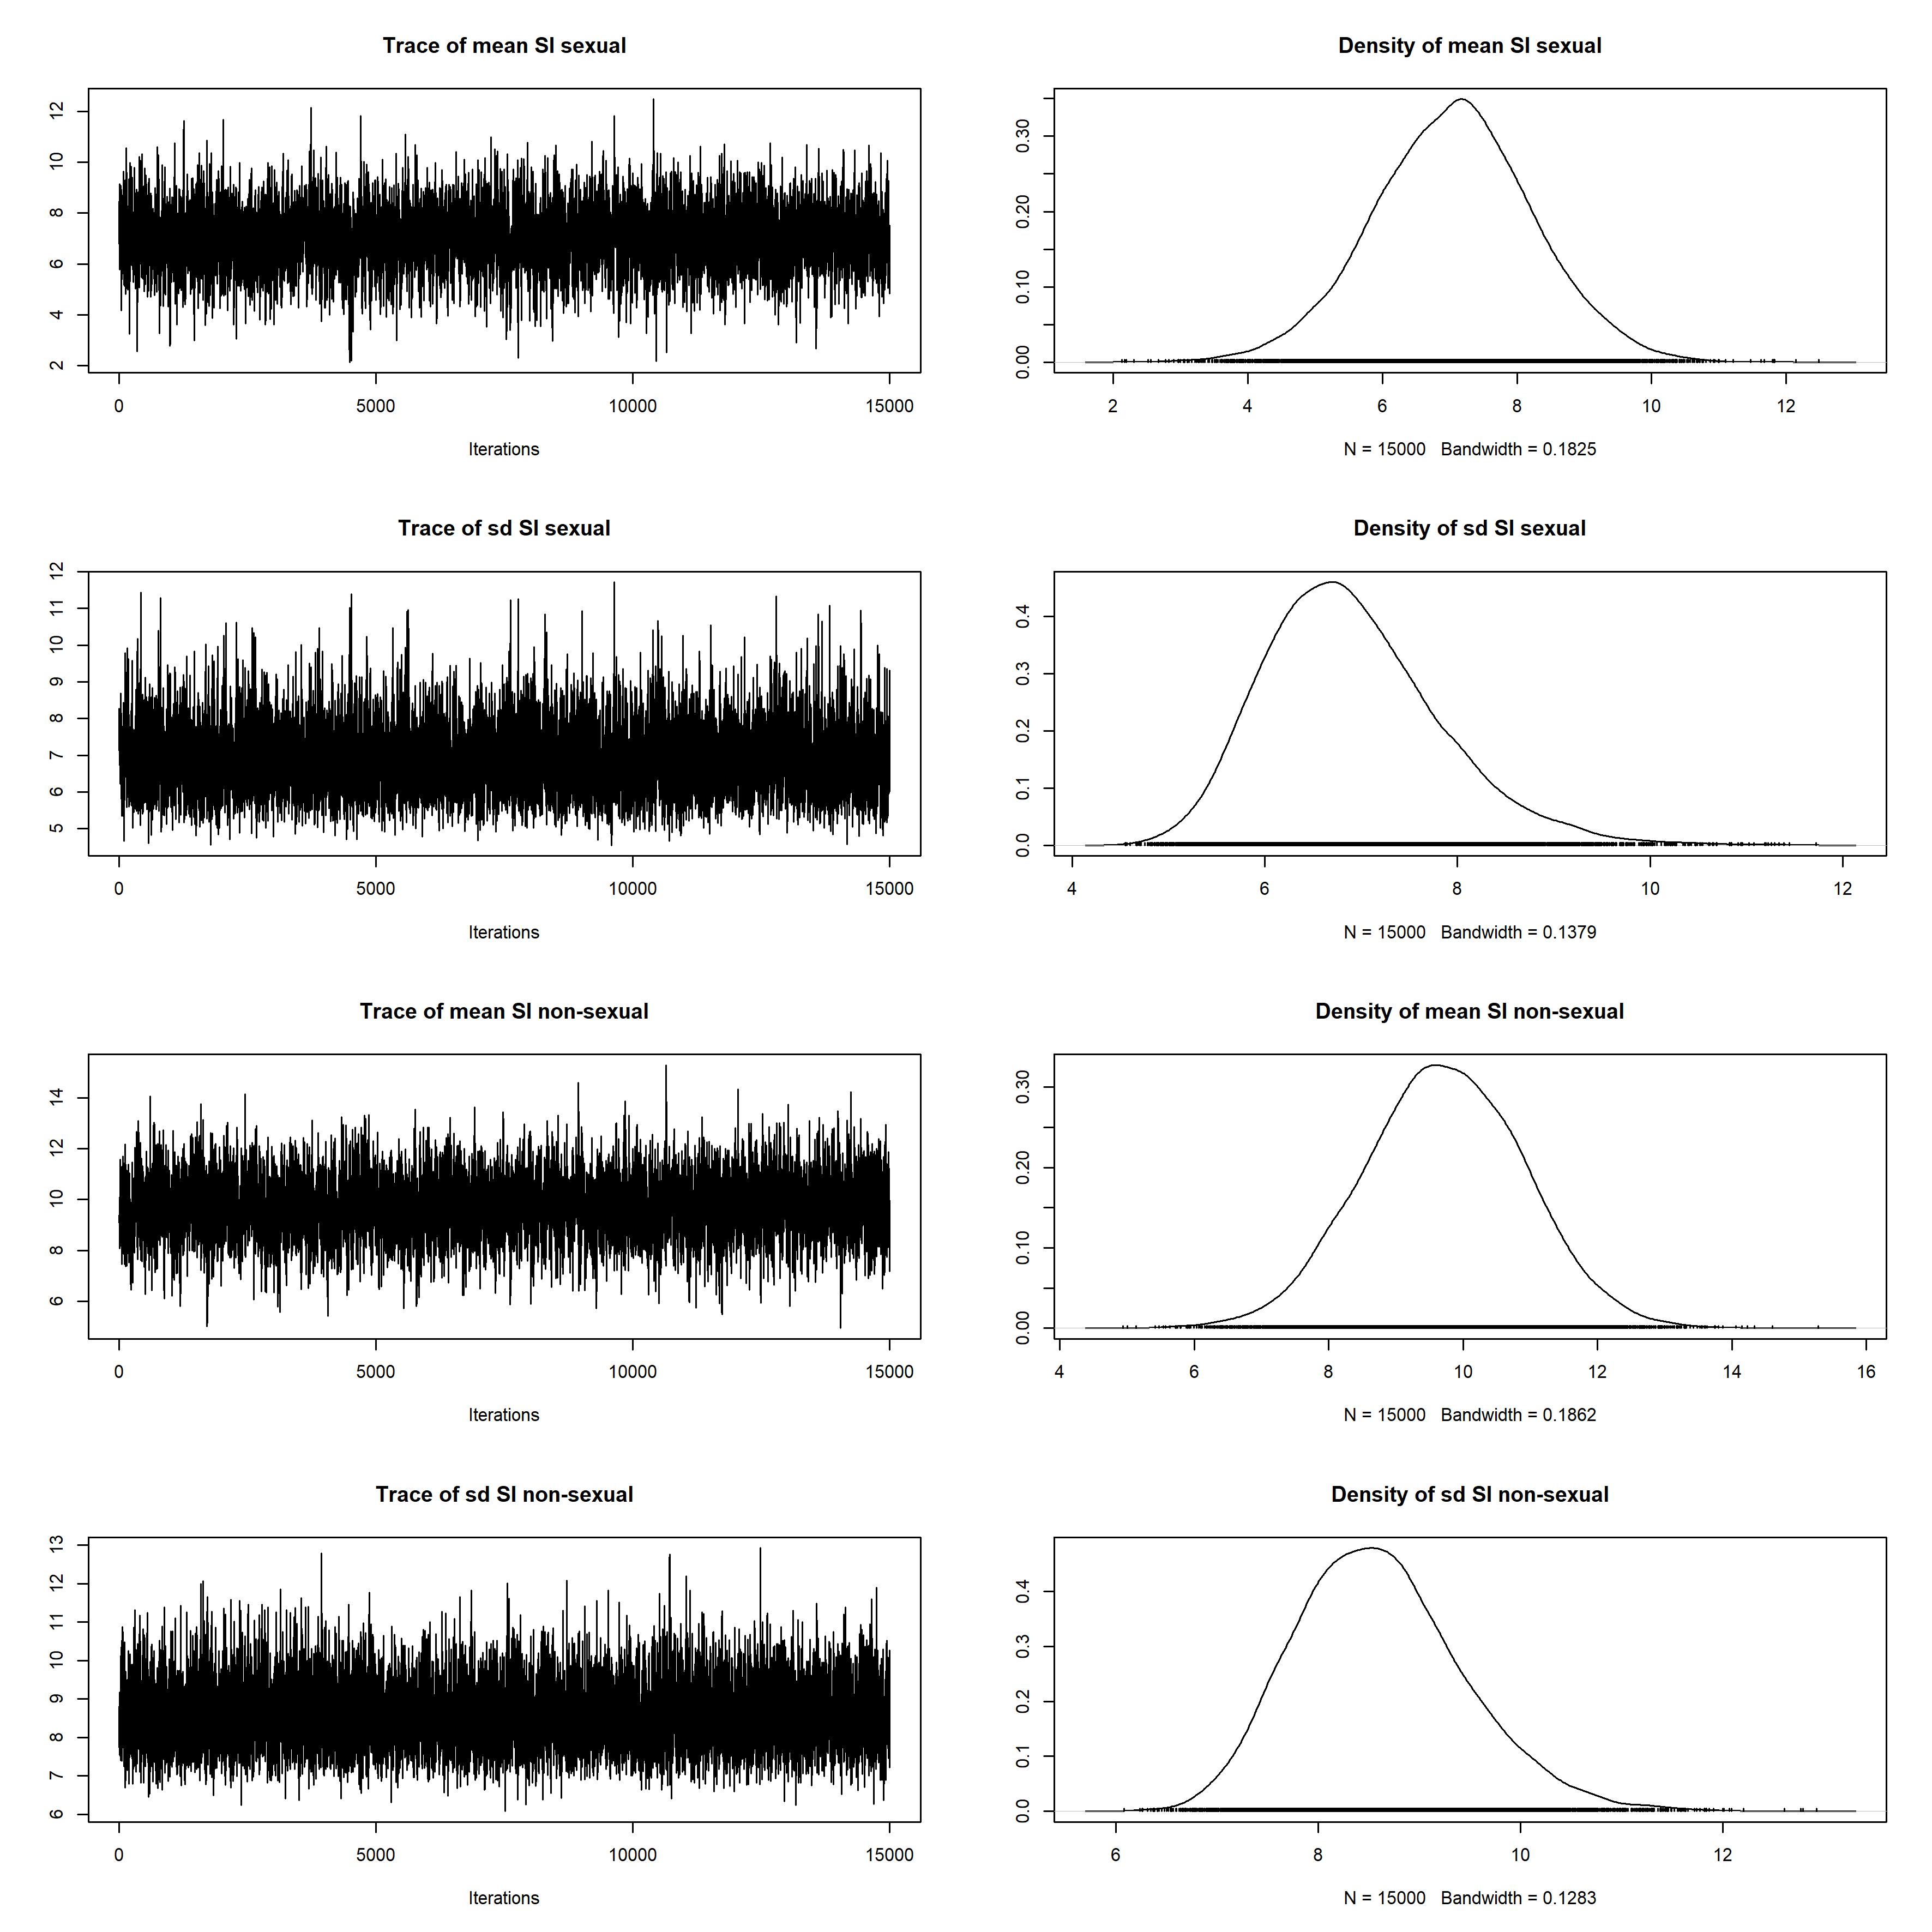 Trace of mean SI sexual
12
10
8
6
4
2
0 5000 10000 15000
Iterations
Density of mean SI sexual
0.30
0.20
0.10
0.00
2 4 6 8 10 12
N = 15000 Bandwidth = 0.1825
Trace of sd SI sexual
12
11
10
9
8
7
6
5
0 5000 10000 15000
Iterations
Density of sd SI sexual
0.4
0.3
0.2
0.1
0.
4 6 8 10 12
N = 15000 Bandwidth = 0.1379
Trace of mean SI non-sexual
14
12
10
8
6
0 5000 10000 15000
Iterations
Density of mean SI non-sexual
0.30
0.20
0.10
0.00
4 6 8 10 12 14 16
N = 15000 Bandwidth = 0.1862
Trace of sd SI non-sexual
13
12
11
10
9
8
7
6
0 5000 10000 15000
Iterations
Density of sd SI non-sexual
0.4
0.3
0.2
0.1
0.
6 8 10 12
N = 15000 Bandwidth = 0.1283